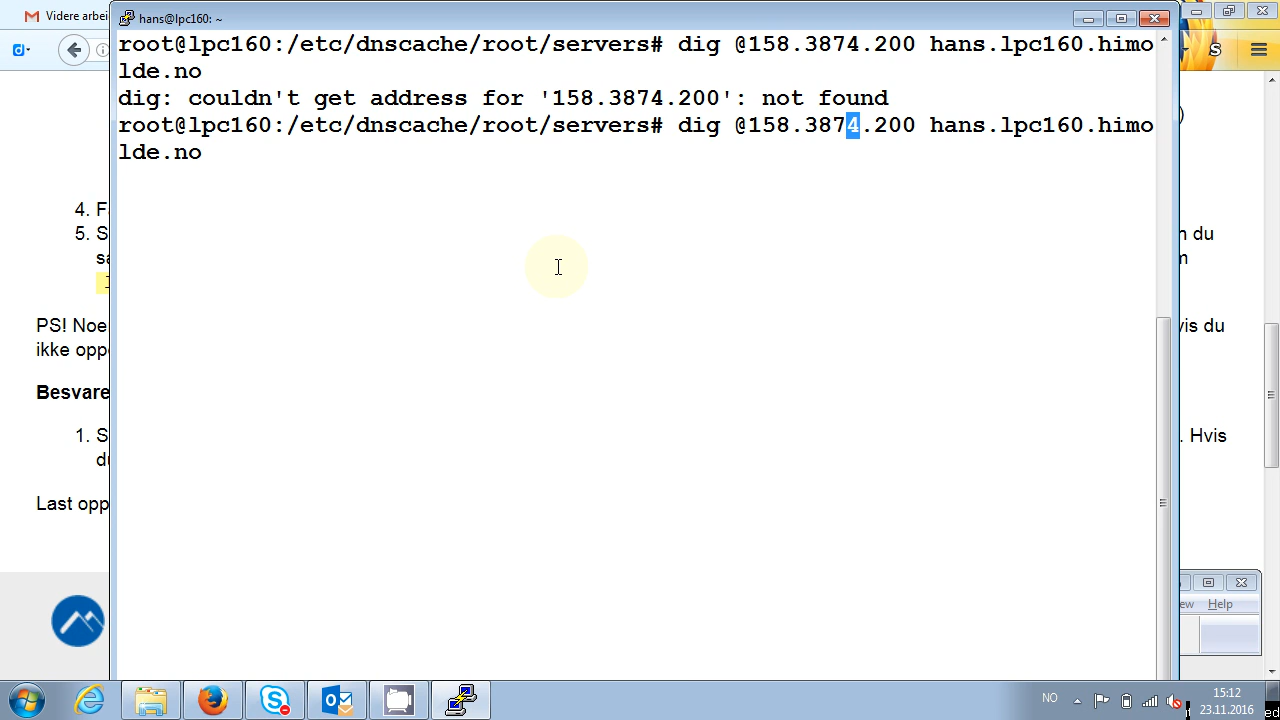 Videre arbei
hans@lpc160: ~
root@lpc160:/etc/dnscache/root/servers# dig @158.3874.200 hans.lpc160.himo
lde.no
dig: couldn't get address for '158.3874.200': not found
root@lpc160:/etc/dnscache/root/servers# dig @158.3874.200 hans.lpc160.himo
lde.no
4. F
5. S
n du
sa
PS! Noe
vis du
ikke opp
Besvare
1. S
. Hvis
du
Last opp
ew Help
NO
15:12
23.11.2016
ed